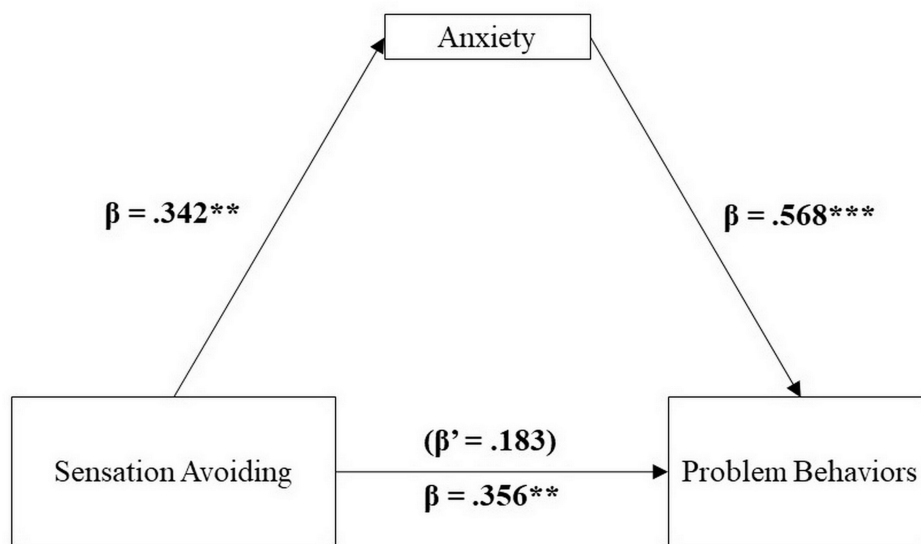 Anxiety
β = .342**
β = .568***
Sensation Avoiding
(β’ = .183)
β = .356**
Problem Behaviors